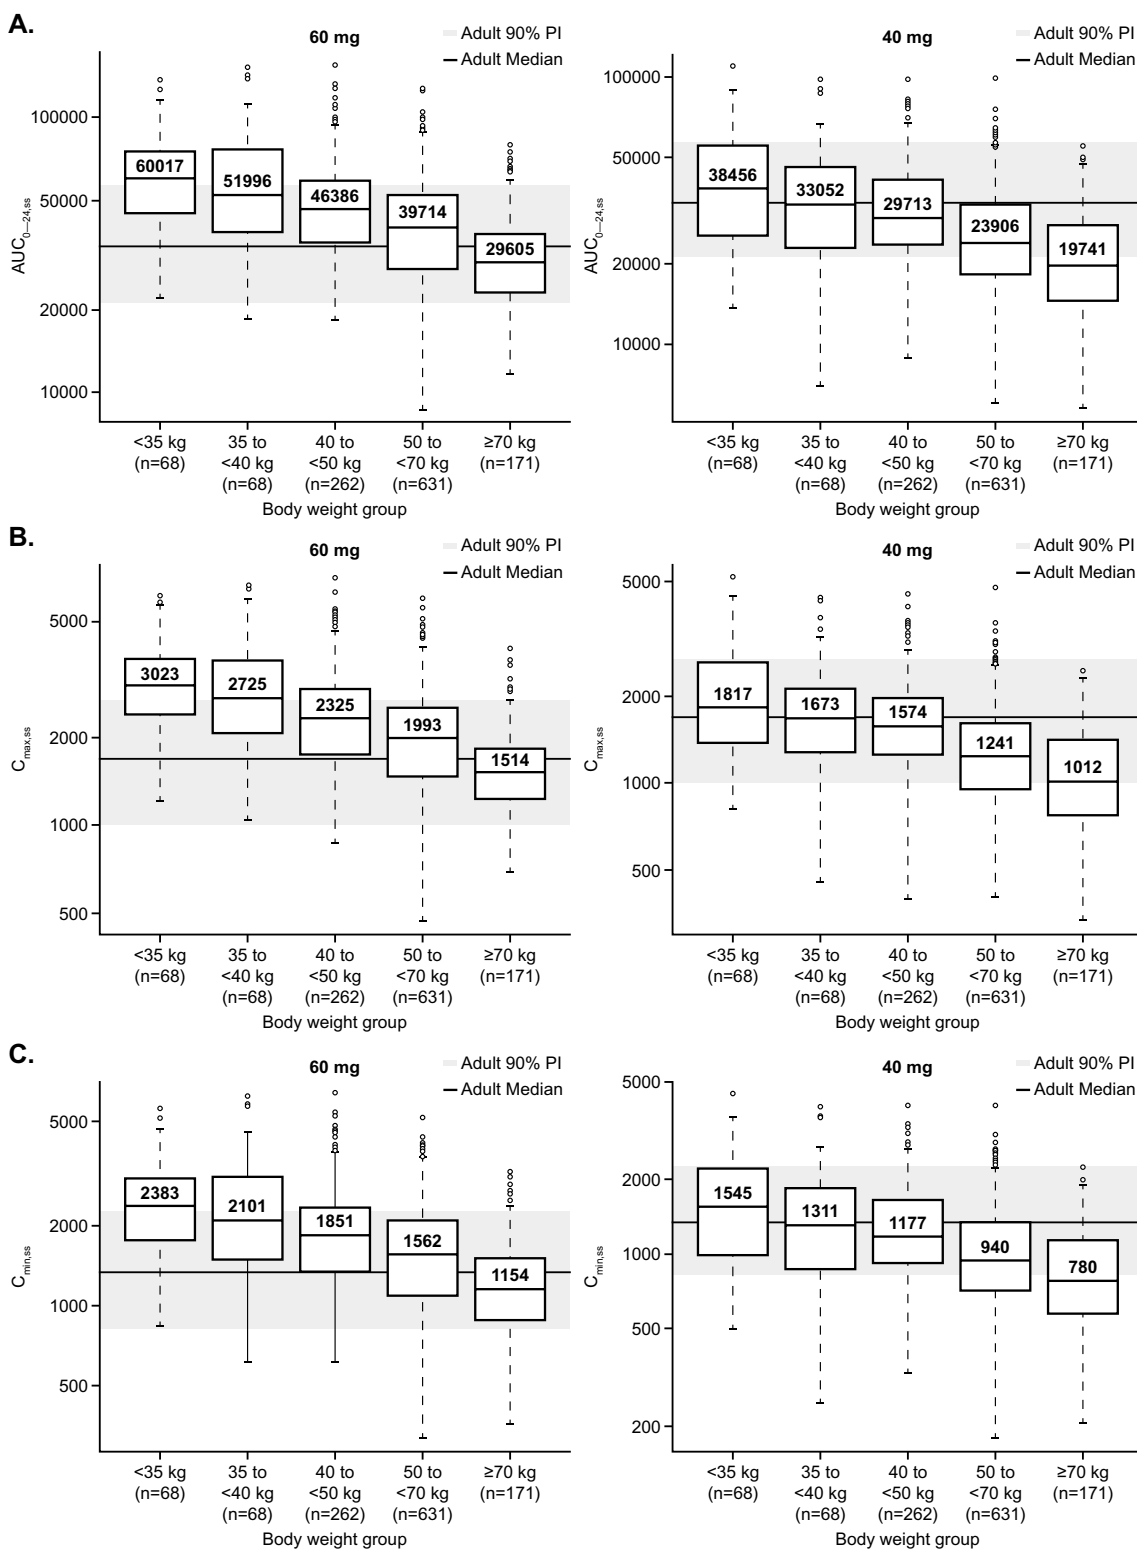 A.
60 mg
Adult 90% PI
Adult Median
AUC0—24,ss
100000
50000
20000
10000
60017
51996
46386
39714
29605
<35 kg
(n=68)
35 to
<40 kg
(n=68)
40 to
<50 kg
(n=262)
50 to
<70 kg
(n=631)
≥70 kg
(n=171)
Body weight group
40 mg
Adult 90% PI
Adult Median
AUC0—24,ss
100000
50000
20000
10000
38456
33052
29713
23906
19741
<35 kg
(n=68)
35 to
<40 kg
(n=68)
40 to
<50 kg
(n=262)
50 to
<70 kg
(n=631)
≥70 kg
(n=171)
Body weight group
B.
60 mg
Adult 90% PI
Adult Median
Cmax,ss
5000
2000
1000
500
3023
2725
2325
1993
1514
<35 kg
(n=68)
35 to
<40 kg
(n=68)
40 to
<50 kg
(n=262)
50 to
<70 kg
(n=631)
≥70 kg
(n=171)
Body weight group
40 mg
Adult 90% PI
Adult Median
Cmax,ss
5000
2000
1000
500
1817
1673
1574
1241
1012
<35 kg
(n=68)
35 to
<40 kg
(n=68)
40 to
<50 kg
(n=262)
50 to
<70 kg
(n=631)
≥70 kg
(n=171)
Body weight group
C.
60 mg
Adult 90% PI
Adult Median
Cmin,ss
5000
2000
1000
500
2383
2101
1851
1562
1154
<35 kg
(n=68)
35 to
<40 kg
(n=68)
40 to
<50 kg
(n=262)
50 to
<70 kg
(n=631)
≥70 kg
(n=171)
Body weight group
40 mg
Adult 90% PI
Adult Median
Cmin,ss
5000
2000
1000
500
200
1545
1311
1177
940
780
<35 kg
(n=68)
35 to
<40 kg
(n=68)
40 to
<50 kg
(n=262)
50 to
<70 kg
(n=631)
≥70 kg
(n=171)
Body weight group